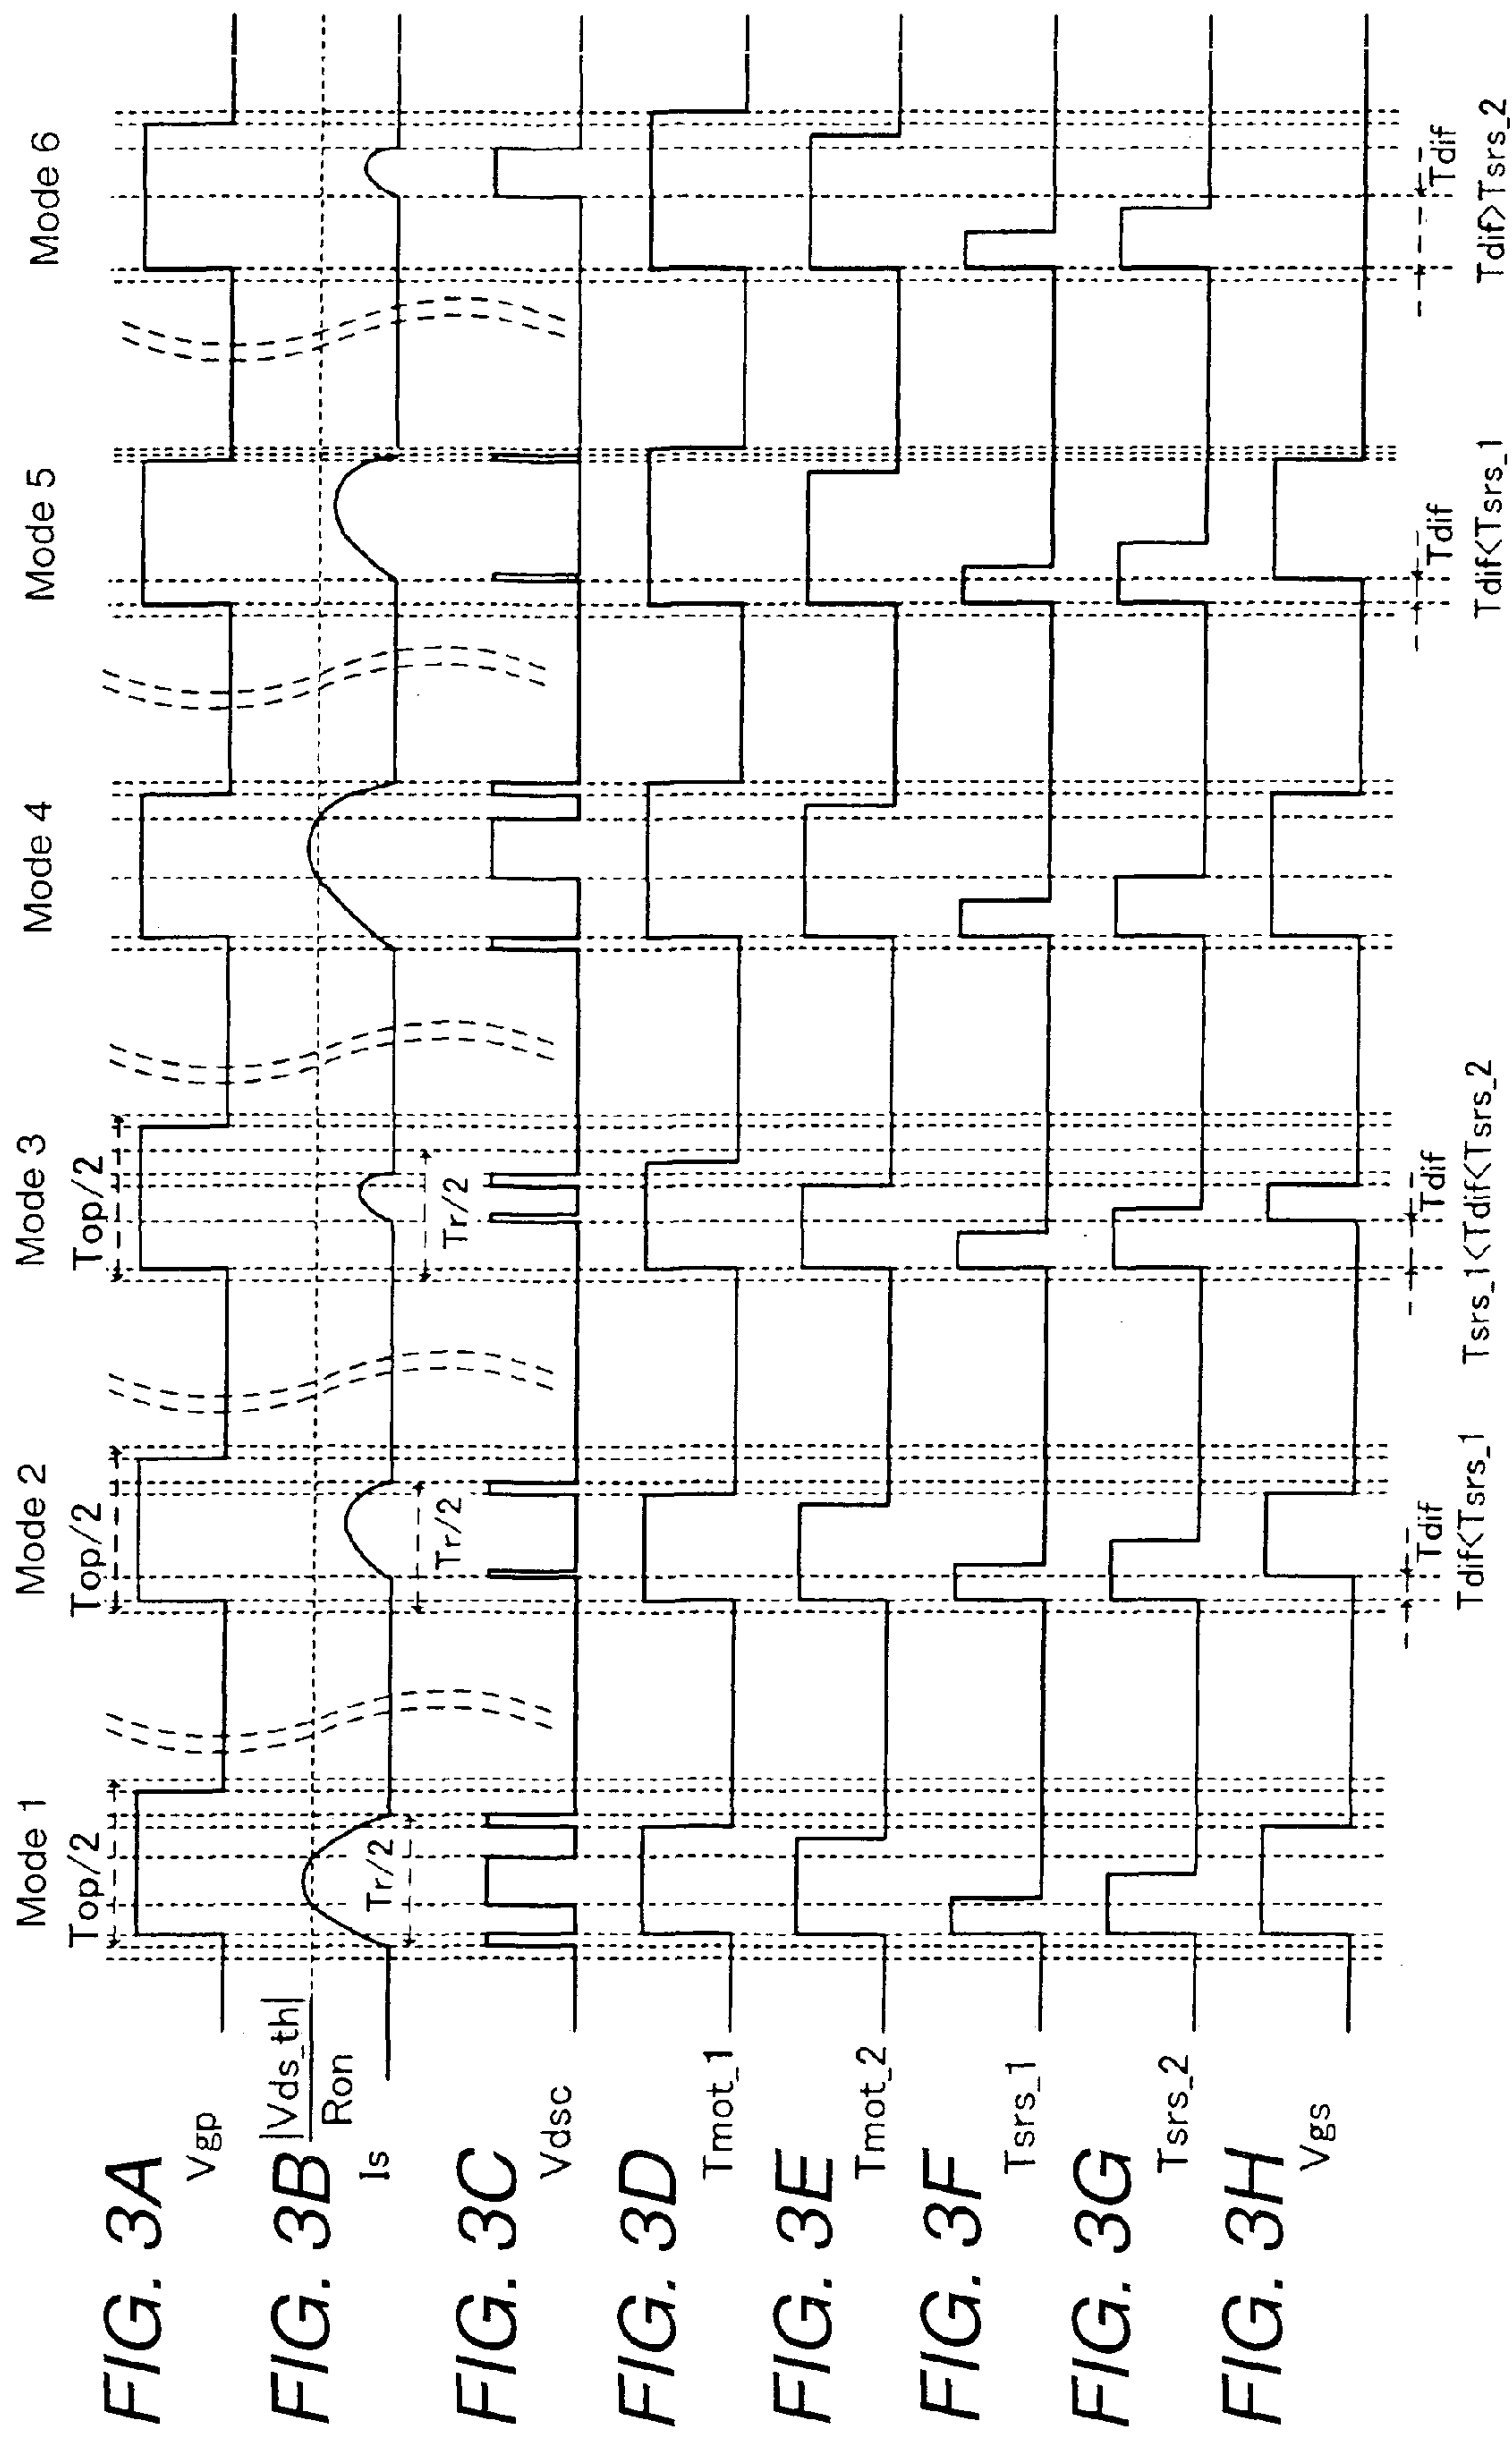 Mode 1
Mode 2
Mode 3
Mode 4
Mode 5
Mode 6
Top/2
Top/2
Top/2
FIG. 3A
Vgp
|Vds_th|
Ron
FIG. 3B
Is
Tr/2
Tr/2
Tr/2
FIG. 3C
Vdsc
FIG. 3D
Tmot_1
FIG. 3E
Tmot_2
FIG. 3F
Tsrs_1
FIG. 3G
Tsrs_2
FIG. 3H
Vgs
Tdif
Tdif
Tdif
Tdif
Tdif<Tsrs_1
Tsrs_1<Tdif<Tsrs_2
Tdif<Tsrs_1
Tdif>Tsrs_2